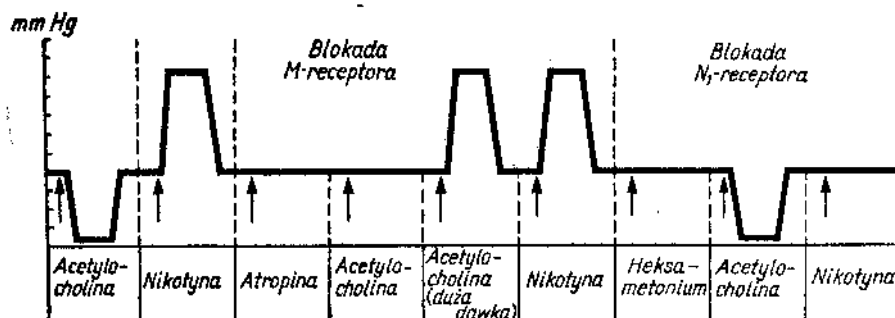 mm Hg
Blokada
M-receptora
Blokada
N₁-receptora
Acetylo-
cholina
Nikotyna
Atropina
Acetylo-
cholina
Acetylo-
cholina
(duża
dawka)
Nikotyna
Heksa-
metonium
Acetylo-
cholina
Nikotyna